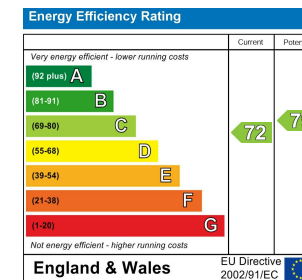 Energy Efficiency Rating
Current
Very energy efficient - lower running costs
(92 plus) A
(81-91) B
(69-80) C
(55-68) D
(39-54) E
(21-38) F
(1-20) G
72
Not energy efficient - higher running costs
England & Wales
EU Directive
2002/91/EC